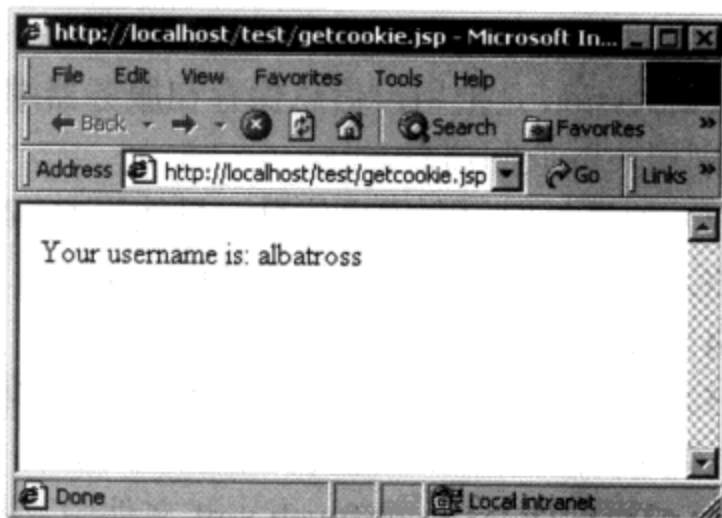 http://localhost/test/getcookie.jsp - Microsoft In...
File Edit View Favorites Tools Help
Back Search Favorites »
Address http://localhost/test/getcookie.jsp Go Links »
Your username is: albatross
Done Local intranet